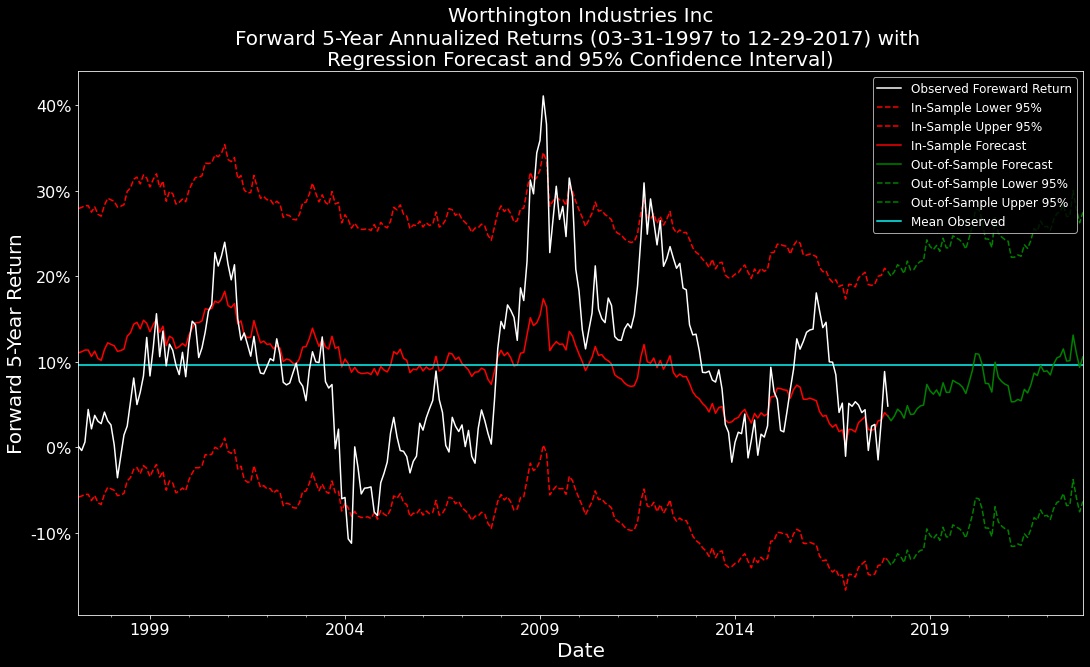 Worthington Industries Inc
Forward 5-Year Annualized Returns (03-31-1997 to 12-29-2017) with
Regression Forecast and 95% Confidence Interval)
Observed Foreward Return
In-Sample Lower 95%
In-Sample Upper 95%
In-Sample Forecast
Out-of-Sample Forecast
Out-of-Sample Lower 95%
Out-of-Sample Upper 95%
Mean Observed
Forward 5-Year Return
40%
30%
20%
10%
0%
-10%
1999 2004 2009 2014 2019
Date